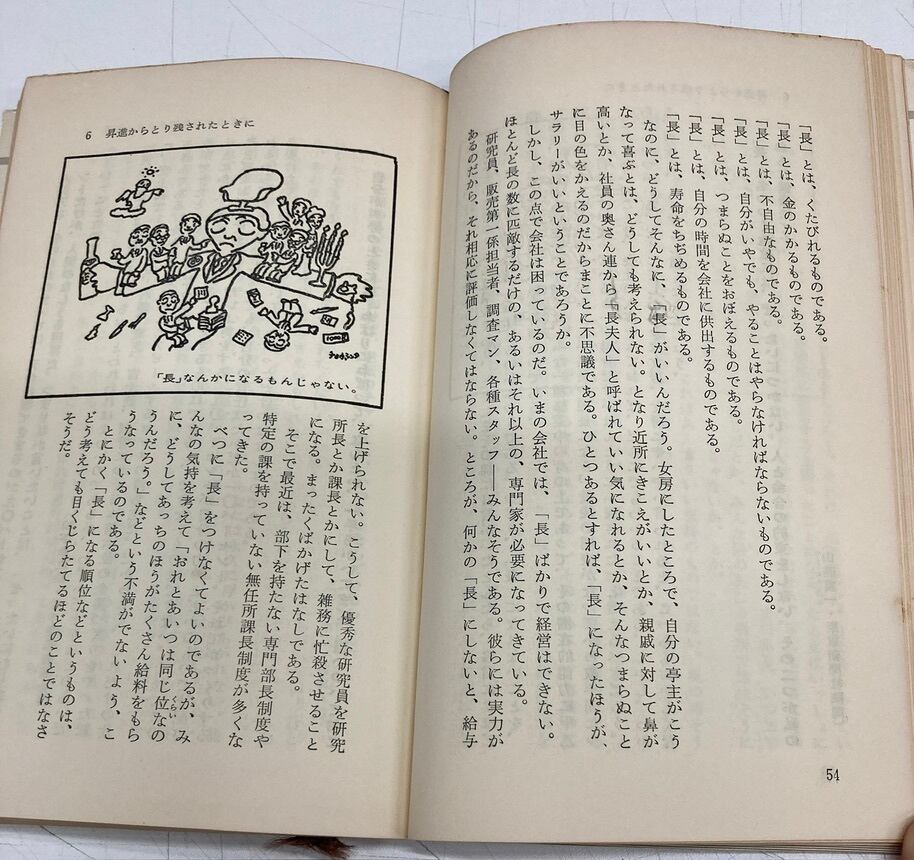 「長」とは、くたびれるものである。
「長」とは、金のかかるものである。
「長」とは、不自由なものである。
「長」とは、自分がいやでも、やることはやらなければならないものである。
「長」とは、つまらぬことをおぼえるものである。
「長」とは、自分の時間を会社に供出するものである。
「長」とは、寿命をちぢめるものである。
なのに、どうしてそんなに、「長」がいいんだろう。女房にしたところで、自分の亭主がこう
なって喜ぶとは、どうしても考えられない。となり近所にきこえがいいとか、親戚に対して鼻が
高いとか、社員の奥さん連から「長夫人」と呼ばれていい気になれるとか、そんなつまらぬこと
に目の色をかえるのだからまことに不思議である。ひとつあるとすれば、「長」になったほうが、
サラリーがいいということであろうか。
しかし、この点で会社は困っているのだ。いまの会社では、「長」ばかりで経営はできない。
ほとんど長の数に匹敵するだけの、あるいはそれ以上の、専門家が必要になってきている。
研究員、販売第一係担当者、調査マン、各種スタッフ――みんなそうである。彼らには実力が
あるのだから、それ相応に評価しなくてはならない。ところが、何かの「長」にしないと、給与
54
6 昇進からとり残されたときに
1000
「長」なんかになるもんじゃない。
を上げられない。こうして、優秀な研究員を研究
所長とか課長とかにして、雑務に忙殺させること
になる。まったくばかげたはなしである。
そこで最近は、部下を持たない専門部長制度や
特定の課を持っていない無任所課長制度が多くな
ってきた。
べつに「長」をつけなくてよいのであるが、み
んなの気持を考えて「おれとあいつは同じ位なの
くらい
に、どうしてあっちのほうがたくさん給料をもら
うんだろう。」などという不満がでないよう、こ
うなっているのである。
とにかく「長」になる順位などというものは、
どう考えても目くじらたてるほどのことではなさ
そうだ。